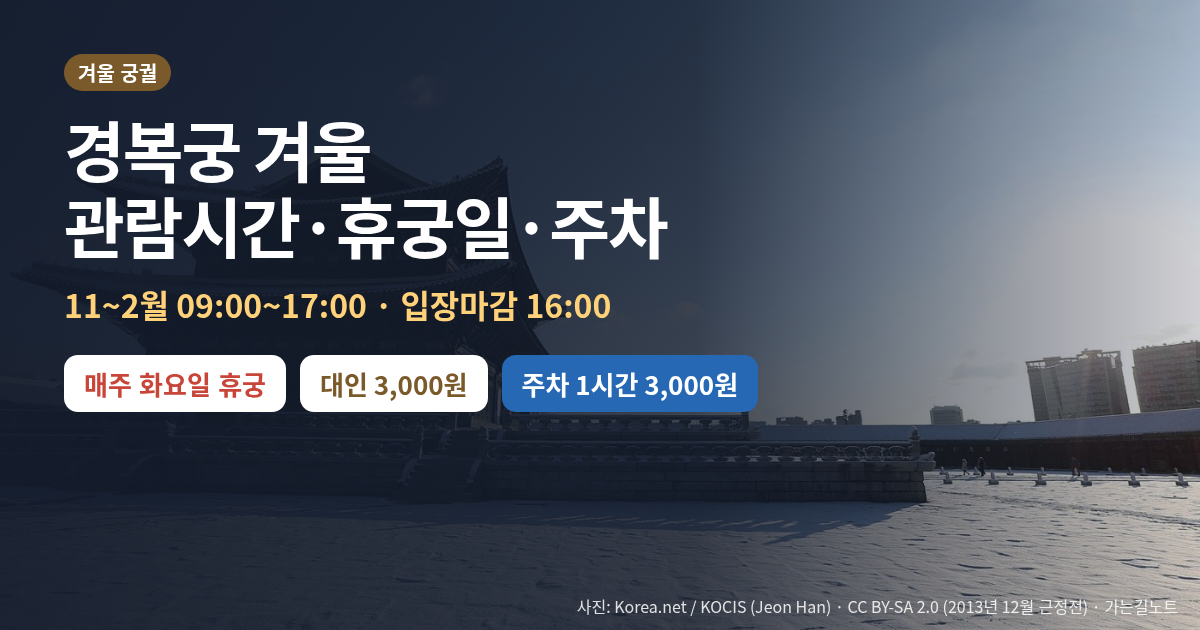 겨울 궁궐
경복궁 겨울
관람시간·휴궁일·주차
11~2월 09:00~17:00 · 입장마감 16:00
매주 화요일 휴궁
대인 3,000원
주차 1시간 3,000원
사진: Korea.net / KOCIS (Jeon Han) · CC BY-SA 2.0 (2013년 12월 근정전) · 가는길노트